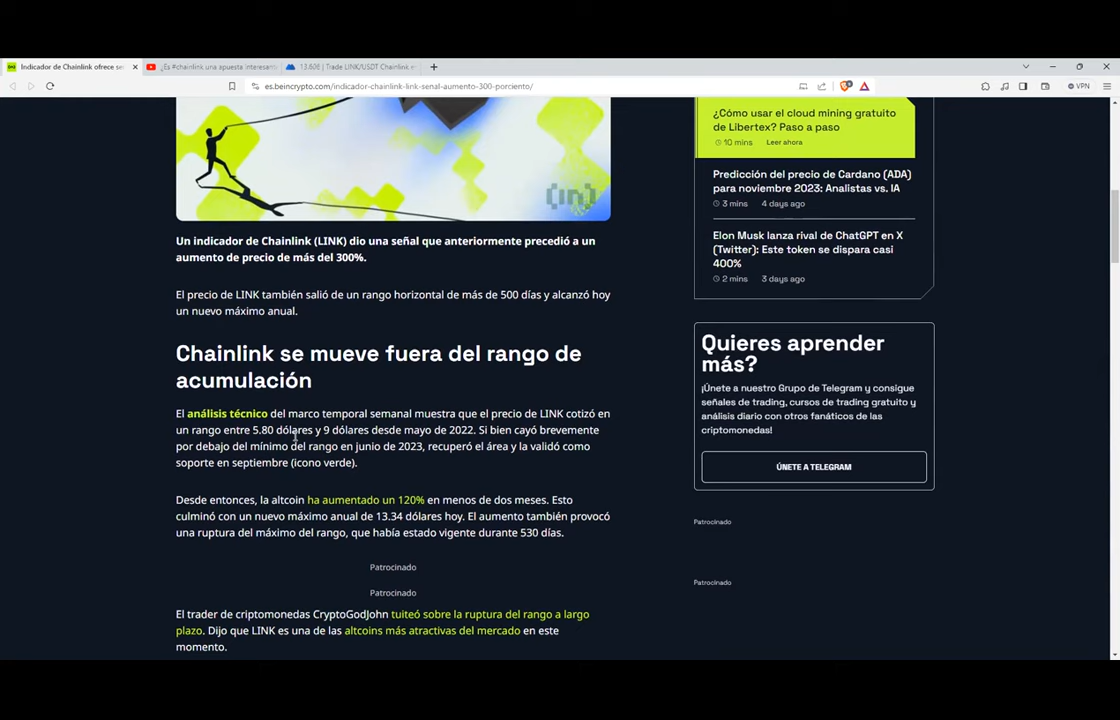 Indicador de Chainlink ofrece se
¿Es #chainlink una apuesta interesant
13.60€ | Trade LINK/USDT Chainlink
es.beincrypto.com/indicador-chainlink-link-senal-aumento-300-porciento/
VPN
(in)
Un indicador de Chainlink (LINK) dio una señal que anteriormente precedió a un
aumento de precio de más del 300%.
El precio de LINK también salió de un rango horizontal de más de 500 días y alcanzó hoy
un nuevo máximo anual.
Chainlink se mueve fuera del rango de
acumulación
El análisis técnico del marco temporal semanal muestra que el precio de LINK cotizó en
un rango entre 5.80 dólares y 9 dólares desde mayo de 2022. Si bien cayó brevemente
por debajo del mínimo del rango en junio de 2023, recuperó el área y la validó como
soporte en septiembre (icono verde).
Desde entonces, la altcoin ha aumentado un 120% en menos de dos meses. Esto
culminó con un nuevo máximo anual de 13.34 dólares hoy. El aumento también provocó
una ruptura del máximo del rango, que había estado vigente durante 530 días.
Patrocinado
Patrocinado
El trader de criptomonedas CryptoGodJohn tuiteó sobre la ruptura del rango a largo
plazo. Dijo que LINK es una de las altcoins más atractivas del mercado en este
momento.
¿Cómo usar el cloud mining gratuito
de Libertex? Paso a paso
10 mins Leer ahora
Predicción del precio de Cardano (ADA)
para noviembre 2023: Analistas vs. IA
3 mins 4 days ago
Elon Musk lanza rival de ChatGPT en X
(Twitter): Este token se dispara casi
400%
2 mins 3 days ago
Quieres aprender
más?
¡Únete a nuestro Grupo de Telegram y consigue
señales de trading, cursos de trading gratuito y
análisis diario con otros fanáticos de las
criptomonedas!
ÚNETE A TELEGRAM
Patrocinado
Patrocinado